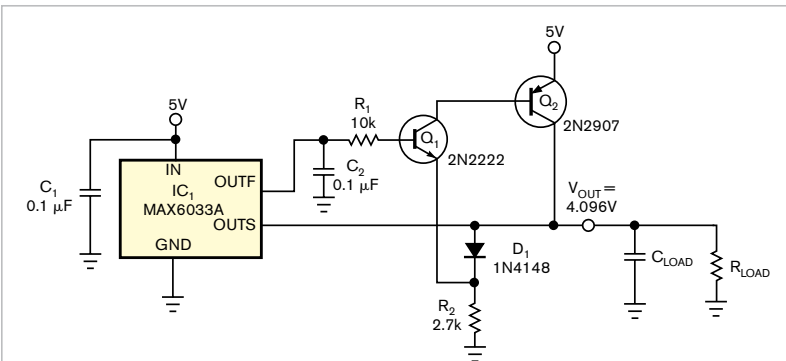 5V
5V
R1
10k
Q1
2N2222
Q2
2N2907
C1
0.1 µF
IN
IC1
MAX6033A
OUTF
OUTS
GND
C2
0.1 µF
VOUT=
4.096V
D1
1N4148
R2
2.7k
CLOAD
RLOAD